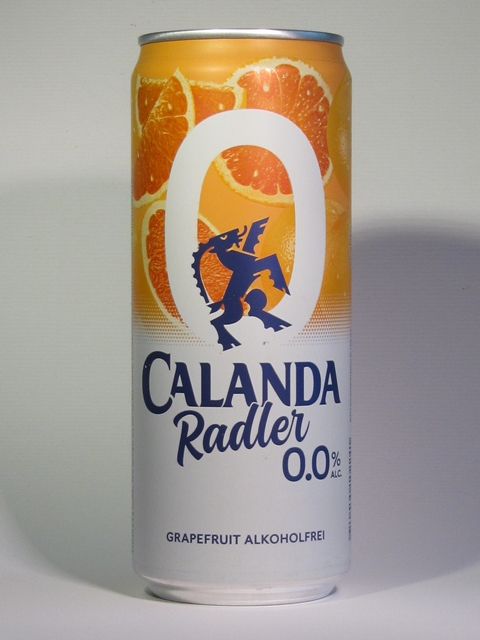 0
CALANDA
Radler
0.0% ALC.
GRAPEFRUIT ALKOHOLFREI